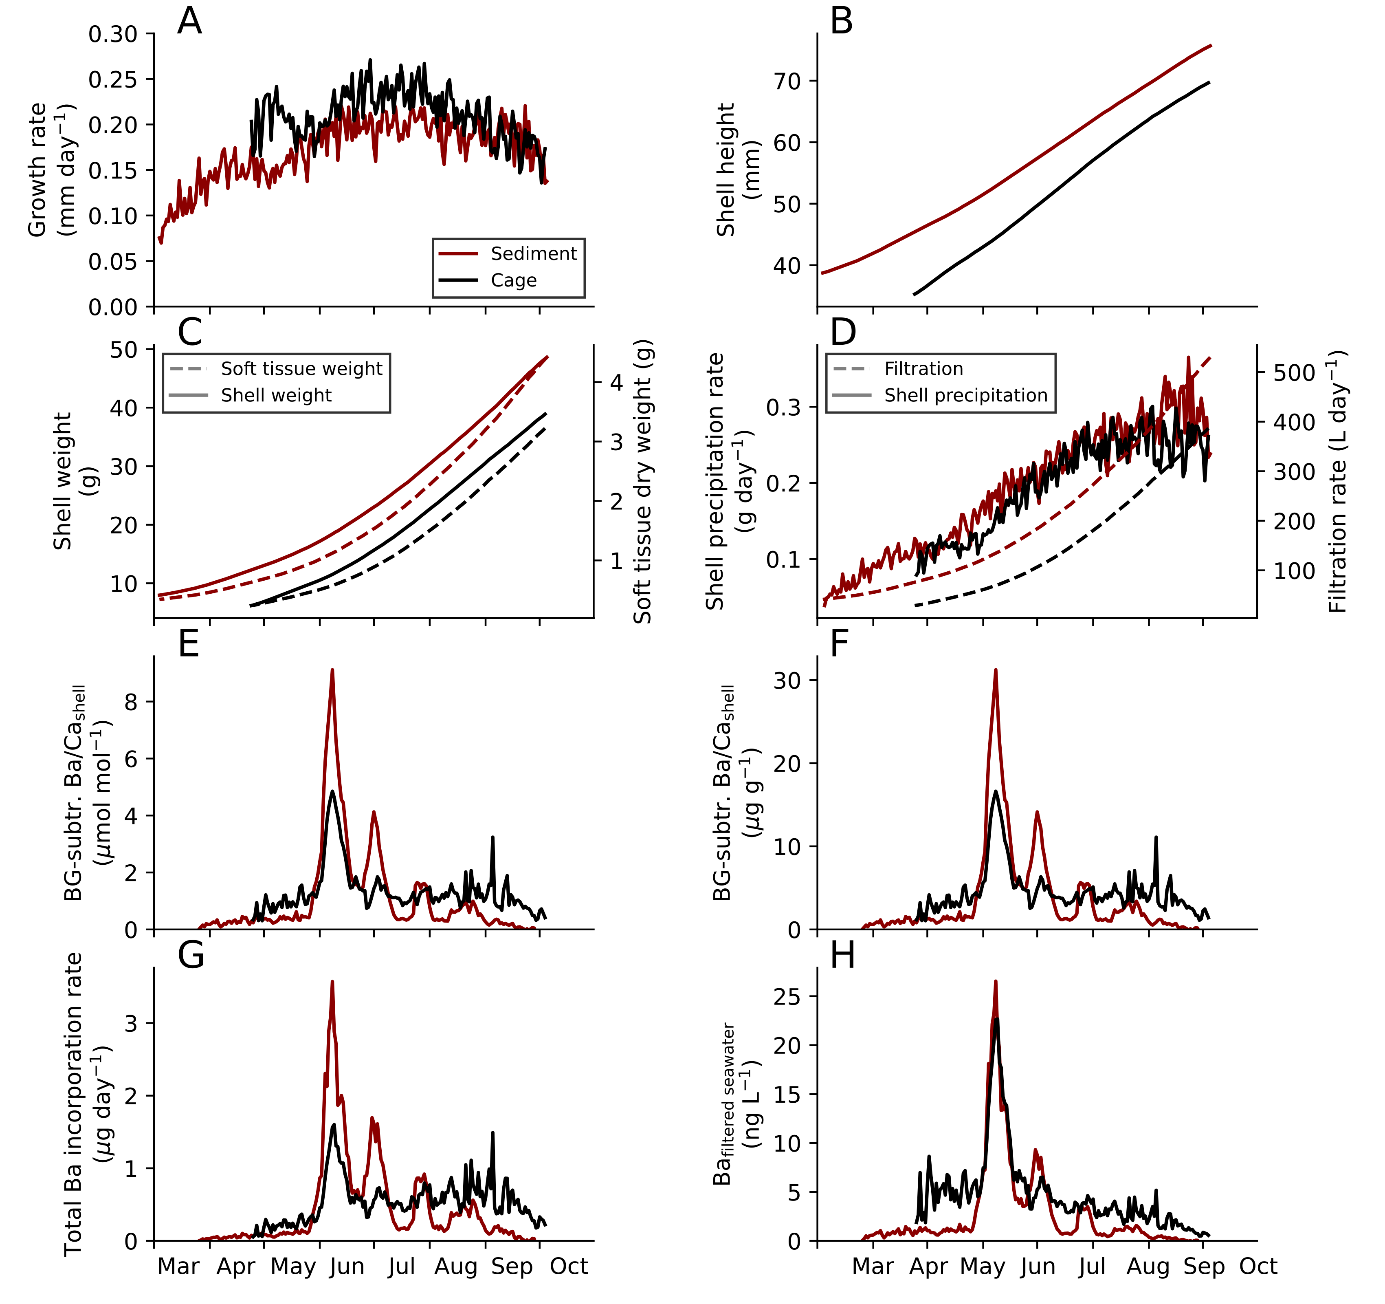 A
0.30
0.25
0.20
0.15
0.10
0.05
0.00
Growth rate
(mm day⁻¹)
Sediment
Cage
B
70
60
50
40
Shell height
(mm)
C
50
40
30
20
10
Shell weight
(g)
Soft tissue weight
Shell weight
4
3
2
1
Soft tissue dry weight (g)
D
0.3
0.2
0.1
Shell precipitation rate
(g day⁻¹)
Filtration
Shell precipitation
500
400
300
200
100
Filtration rate (L day⁻¹)
E
8
6
4
2
0
BG-subtr. Ba/Ca_shell
(μmol mol⁻¹)
F
30
20
10
0
BG-subtr. Ba/Ca_shell
(μg g⁻¹)
G
3
2
1
0
Total Ba incorporation rate
(μg day⁻¹)
Mar Apr May Jun Jul Aug Sep Oct
H
25
20
15
10
5
0
Ba_filtered seawater
(ng L⁻¹)
Mar Apr May Jun Jul Aug Sep Oct